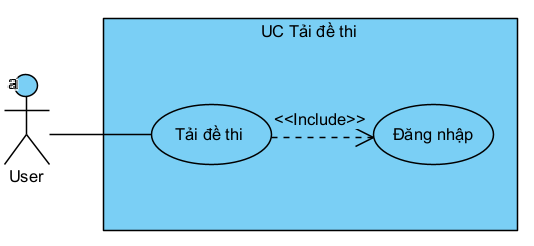 UC Tải đề thi
<<Include>>
Tải đề thi
Đăng nhập
User